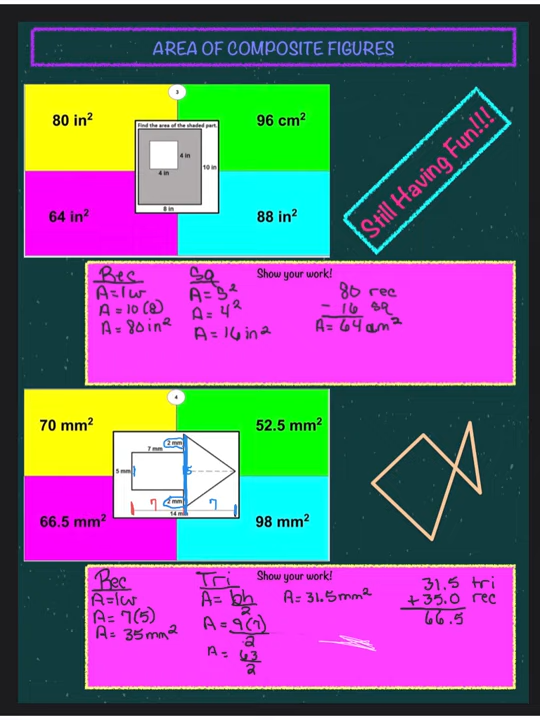 AREA OF COMPOSITE FIGURES
3
80 in²
96 cm²
Find the area of the shaded part.
4 in
4 in
10 in
8 in
64 in²
88 in²
Still Having Fun!!!
Show your work!
Rec
A = lw
A = 10(8)
A = 80 in²
Sq
A = S²
A = 4²
A = 16 in²
80 rec
- 16 sq
A = 64 cm²
4
70 mm²
52.5 mm²
2 mm
7 mm
5 mm
2 mm
7
7
14 mm
66.5 mm²
98 mm²
Show your work!
Rec
A = lw
A = 7(5)
A = 35 mm²
Tri
A = bh
2
A = 9(7)
2
A = 63
2
A = 31.5 mm²
31.5 tri
+ 35.0 rec
66.5